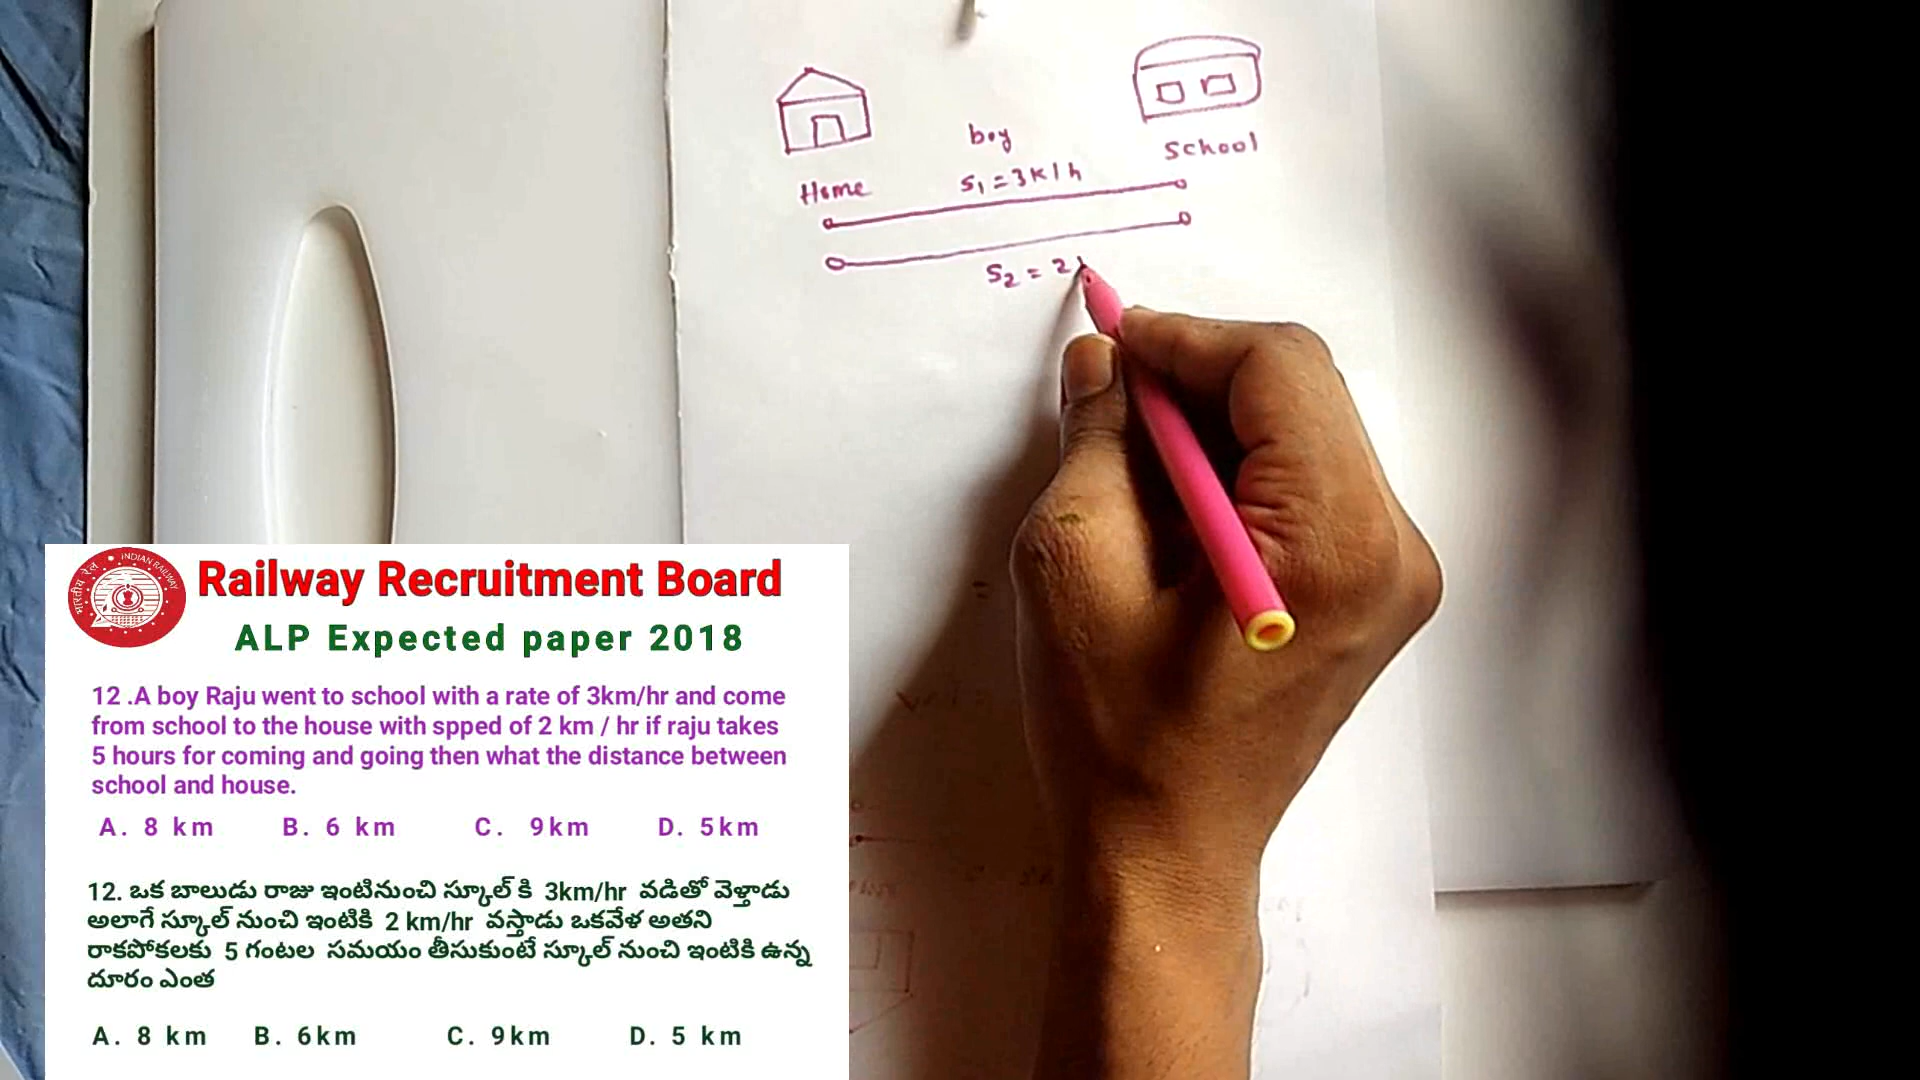 boy
School
Home
S₁ = 3K/h
S₂ = 2
भारतीय रेल INDIAN RAILWAY
Railway Recruitment Board
ALP Expected paper 2018
12 .A boy Raju went to school with a rate of 3km/hr and come
from school to the house with spped of 2 km / hr if raju takes
5 hours for coming and going then what the distance between
school and house.
A. 8 km B. 6 km C. 9km D. 5km
12. ఒక బాలుడు రాజు ఇంటినుంచి స్కూల్ కి 3km/hr వడితో వెళ్తాడు
అలాగే స్కూల్ నుంచి ఇంటికి 2 km/hr వస్తాడు ఒకవేళ అతని
రాకపోకలకు 5 గంటల సమయం తీసుకుంటే స్కూల్ నుంచి ఇంటికి ఉన్న
దూరం ఎంత
A. 8 km B. 6km C. 9km D. 5 km